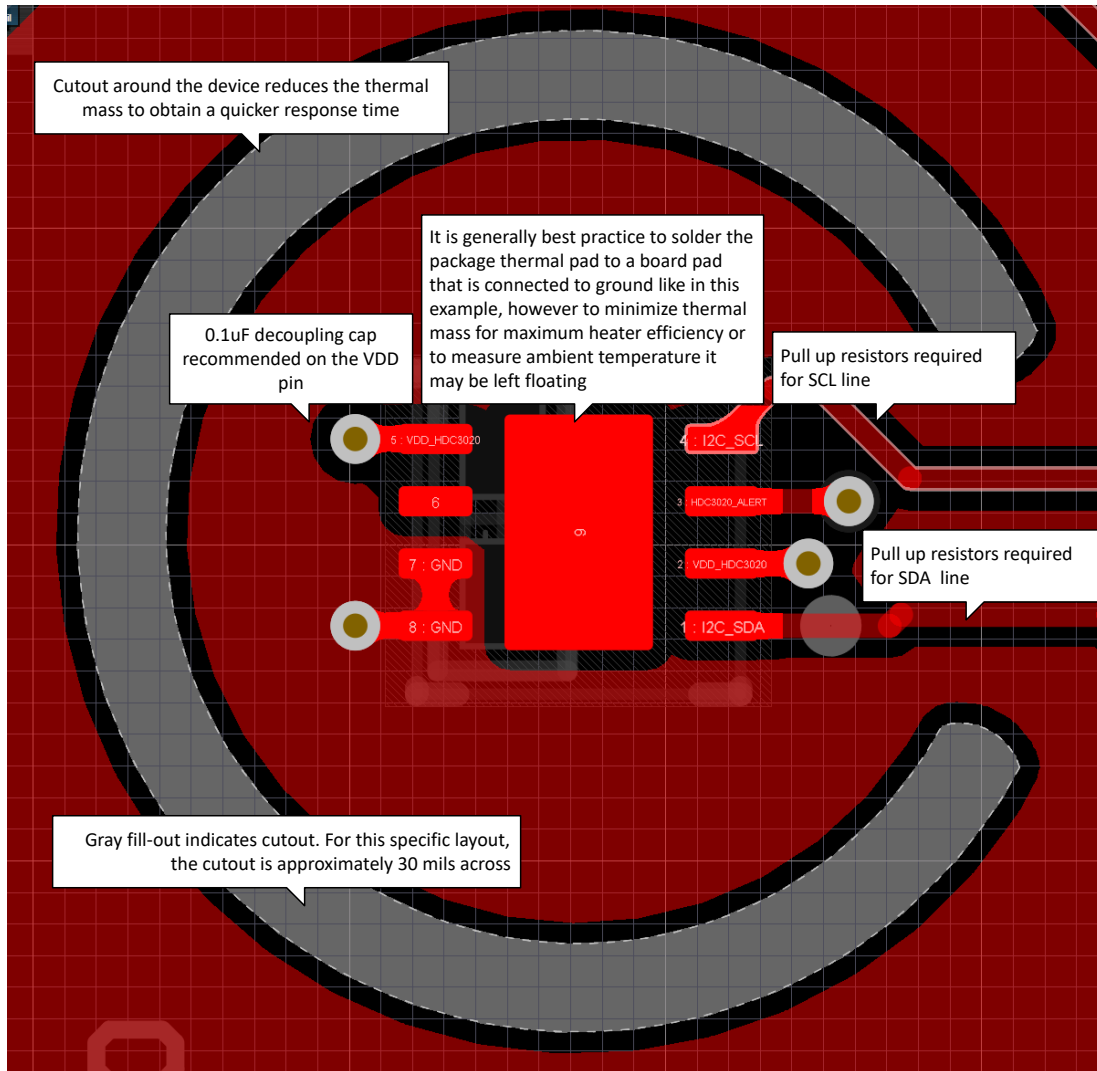 Cutout around the device reduces the thermal
mass to obtain a quicker response time
It is generally best practice to solder the
package thermal pad to a board pad
that is connected to ground like in this
example, however to minimize thermal
mass for maximum heater efficiency or
to measure ambient temperature it
may be left floating
0.1uF decoupling cap
recommended on the VDD
pin
Pull up resistors required
for SCL line
5 : VDD_HDC3020
4 : I2C_SCL
6
3 : HDC3020_ALERT
9
Pull up resistors required
for SDA line
7 : GND
2 : VDD_HDC3020
8 : GND
1 : I2C_SDA
Gray fill-out indicates cutout. For this specific layout,
the cutout is approximately 30 mils across